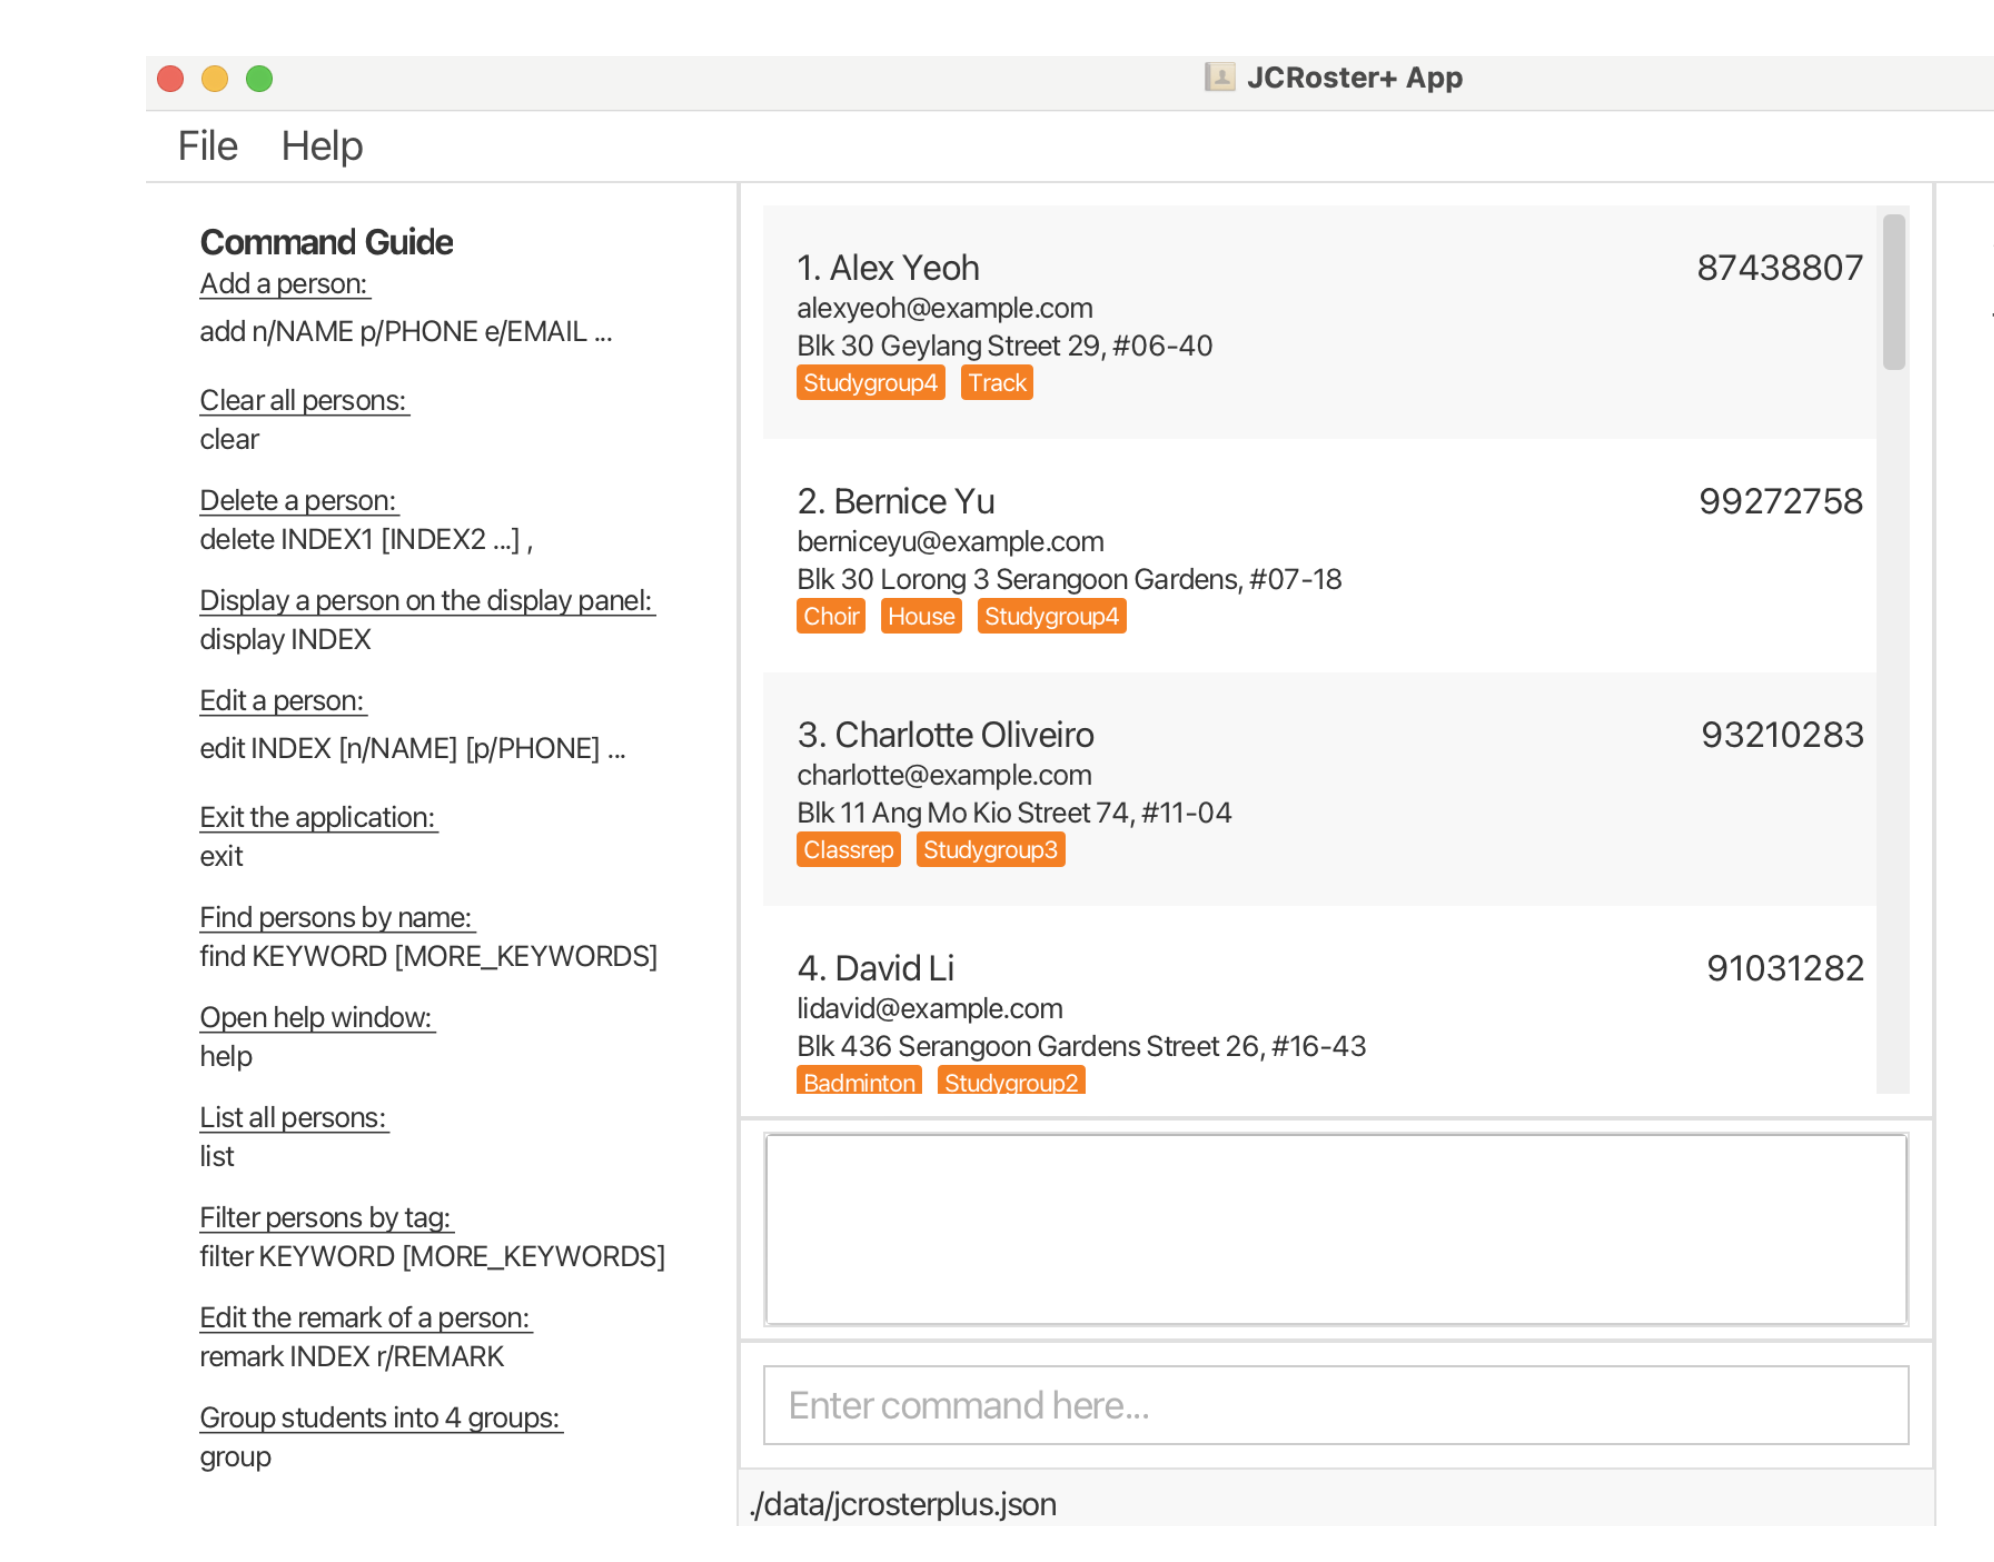 JCRoster+ App
File Help
Command Guide
Add a person:
add n/NAME p/PHONE e/EMAIL ...
Clear all persons:
clear
Delete a person:
delete INDEX1 [INDEX2 ...] ,
Display a person on the display panel:
display INDEX
Edit a person:
edit INDEX [n/NAME] [p/PHONE] ...
Exit the application:
exit
Find persons by name:
find KEYWORD [MORE_KEYWORDS]
Open help window:
help
List all persons:
list
Filter persons by tag:
filter KEYWORD [MORE_KEYWORDS]
Edit the remark of a person:
remark INDEX r/REMARK
Group students into 4 groups:
group
1. Alex Yeoh 87438807
alexyeoh@example.com
Blk 30 Geylang Street 29, #06-40
Studygroup4 Track
2. Bernice Yu 99272758
berniceyu@example.com
Blk 30 Lorong 3 Serangoon Gardens, #07-18
Choir House Studygroup4
3. Charlotte Oliveiro 93210283
charlotte@example.com
Blk 11 Ang Mo Kio Street 74, #11-04
Classrep Studygroup3
4. David Li 91031282
lidavid@example.com
Blk 436 Serangoon Gardens Street 26, #16-43
Badminton Studygroup2
Enter command here...
./data/jcrosterplus.json